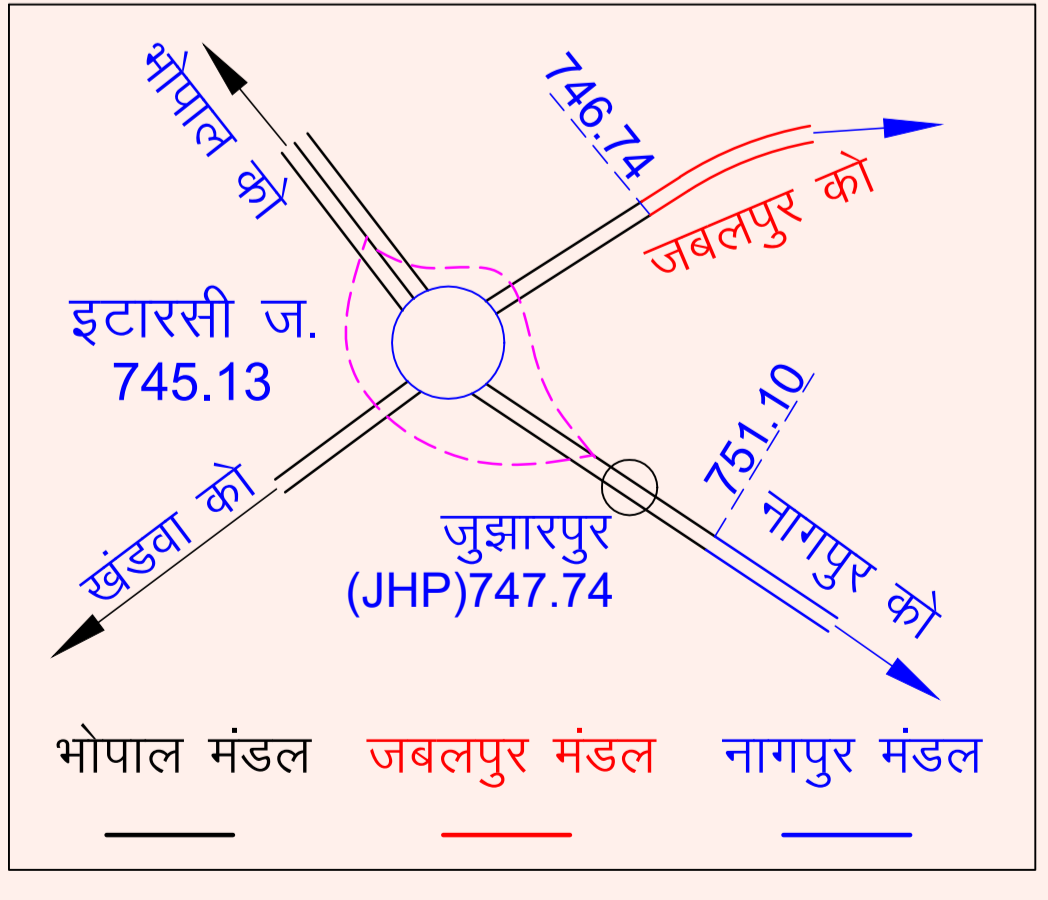 भोपाल को
746.74
जबलपुर को
इटारसी ज.
745.13
751.10
खंडवा को
नागपुर को
जुझारपुर
(JHP)747.74
भोपाल मंडल
जबलपुर मंडल
नागपुर मंडल